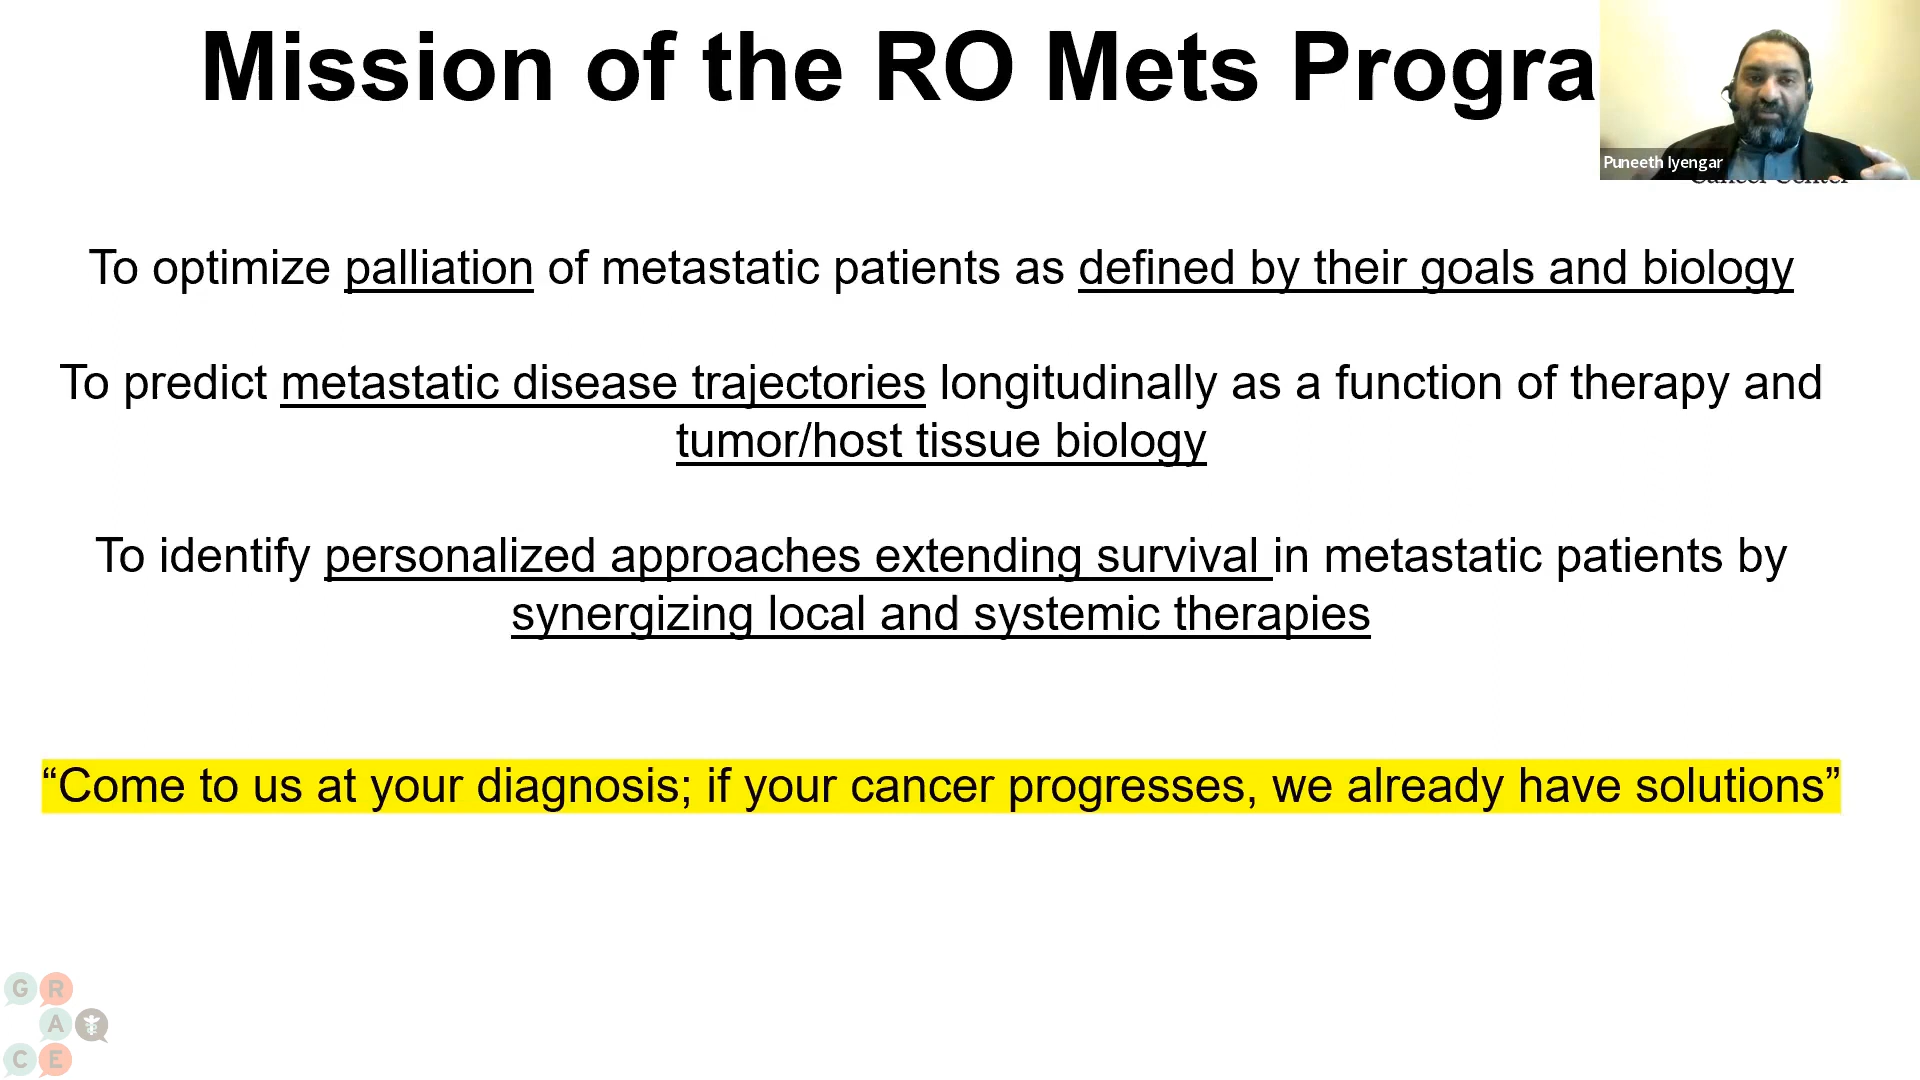 Mission of the RO Mets Progra
Puneeth Iyengar
Cancer Center
To optimize palliation of metastatic patients as defined by their goals and biology
To predict metastatic disease trajectories longitudinally as a function of therapy and
tumor/host tissue biology
To identify personalized approaches extending survival in metastatic patients by
synergizing local and systemic therapies
“Come to us at your diagnosis; if your cancer progresses, we already have solutions”
G R
A
C E